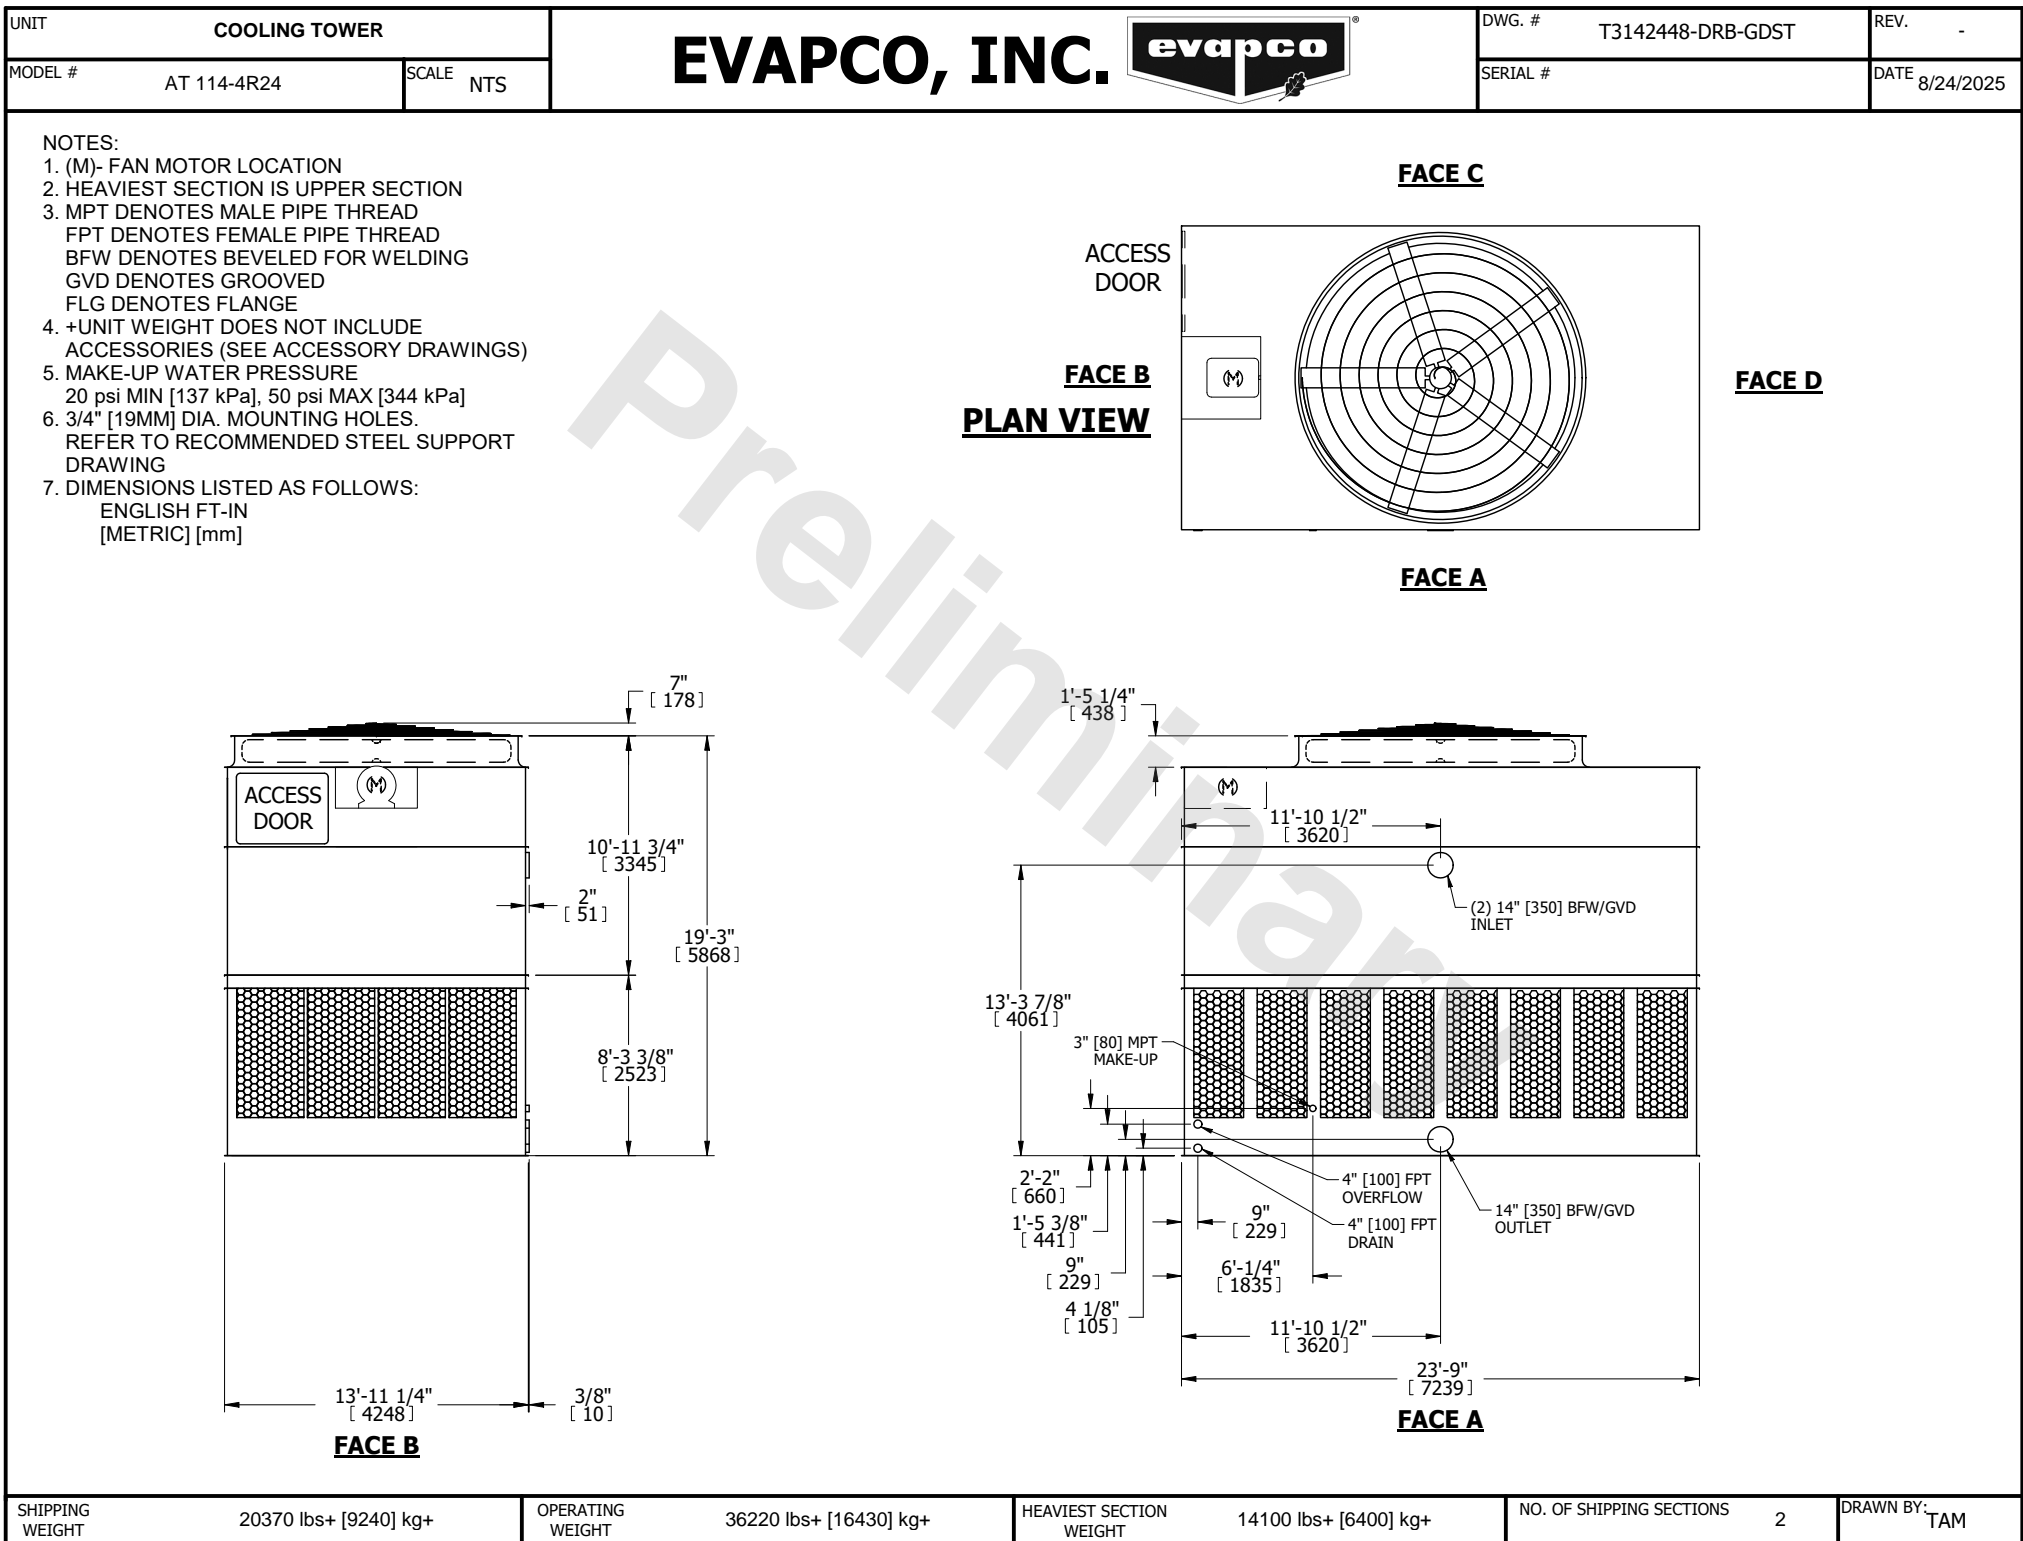 UNIT
COOLING TOWER
MODEL #
AT 114-4R24
SCALE
NTS
EVAPCO, INC.
evapco
®
DWG. #
T3142448-DRB-GDST
REV.
-
SERIAL #
DATE
8/24/2025
NOTES:
1. (M)- FAN MOTOR LOCATION
2. HEAVIEST SECTION IS UPPER SECTION
3. MPT DENOTES MALE PIPE THREAD
FPT DENOTES FEMALE PIPE THREAD
BFW DENOTES BEVELED FOR WELDING
GVD DENOTES GROOVED
FLG DENOTES FLANGE
4. +UNIT WEIGHT DOES NOT INCLUDE
ACCESSORIES (SEE ACCESSORY DRAWINGS)
5. MAKE-UP WATER PRESSURE
20 psi MIN [137 kPa], 50 psi MAX [344 kPa]
6. 3/4" [19MM] DIA. MOUNTING HOLES.
REFER TO RECOMMENDED STEEL SUPPORT
DRAWING
7. DIMENSIONS LISTED AS FOLLOWS:
ENGLISH FT-IN
[METRIC] [mm]
FACE C
ACCESS
DOOR
FACE B
PLAN VIEW
(M)
FACE D
FACE A
Preliminary
7"
[ 178 ]
ACCESS
DOOR
(M)
10'-11 3/4"
[ 3345 ]
2"
[ 51 ]
19'-3"
[ 5868 ]
8'-3 3/8"
[ 2523 ]
13'-11 1/4"
[ 4248 ]
3/8"
[ 10 ]
FACE B
1'-5 1/4"
[ 438 ]
(M)
11'-10 1/2"
[ 3620 ]
(2) 14" [350] BFW/GVD
INLET
13'-3 7/8"
[ 4061 ]
3" [80] MPT
MAKE-UP
2'-2"
[ 660 ]
1'-5 3/8"
[ 441 ]
9"
[ 229 ]
4 1/8"
[ 105 ]
4" [100] FPT
OVERFLOW
9"
[ 229 ]
4" [100] FPT
DRAIN
14" [350] BFW/GVD
OUTLET
6'-1/4"
[ 1835 ]
11'-10 1/2"
[ 3620 ]
23'-9"
[ 7239 ]
FACE A
SHIPPING
WEIGHT
20370 lbs+ [9240] kg+
OPERATING
WEIGHT
36220 lbs+ [16430] kg+
HEAVIEST SECTION
WEIGHT
14100 lbs+ [6400] kg+
NO. OF SHIPPING SECTIONS
2
DRAWN BY:
TAM